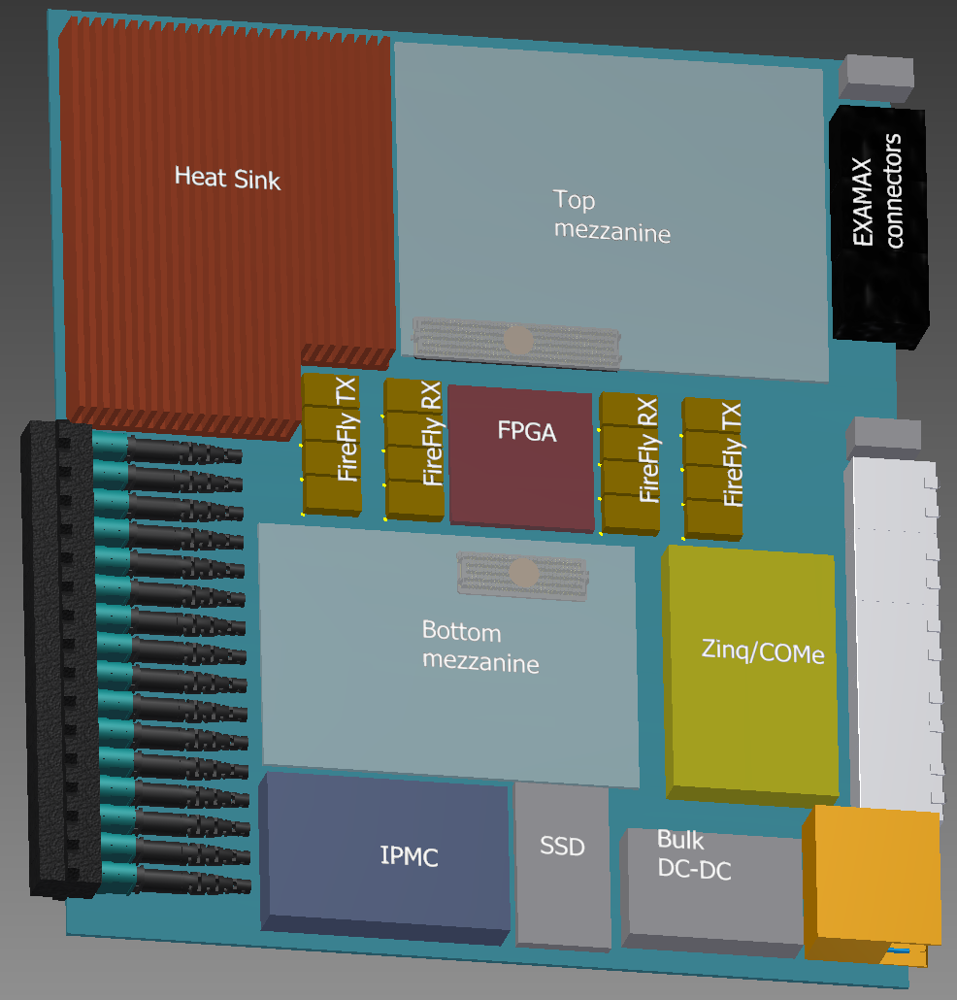 Heat Sink
Top
mezzanine
EXAMAX
connectors
FireFly TX
FireFly RX
FPGA
FireFly RX
FireFly TX
Bottom
mezzanine
Zinq/COMe
IPMC
SSD
Bulk
DC-DC